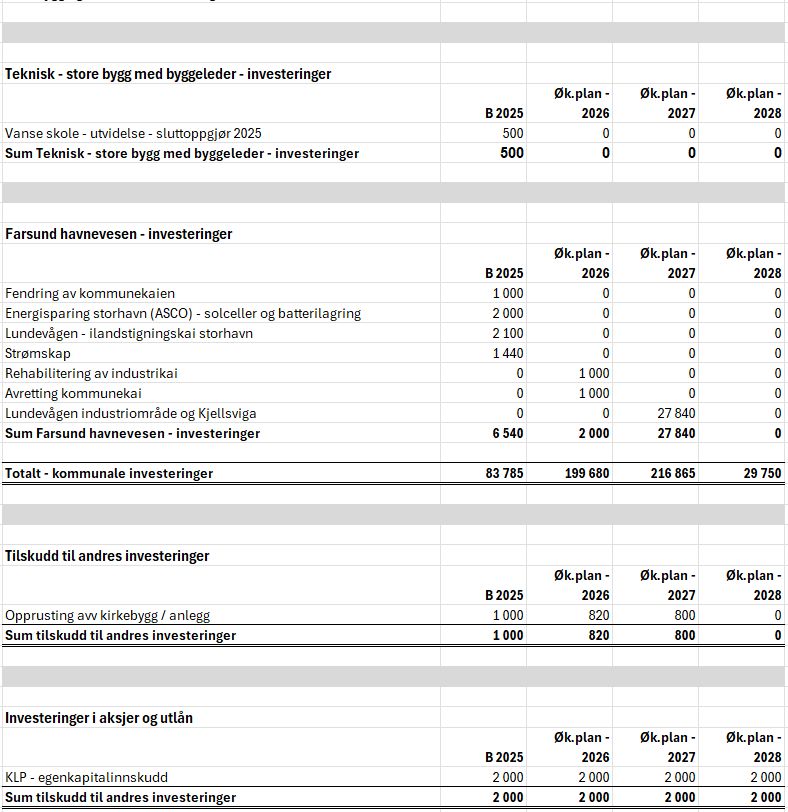 Teknisk - store bygg med byggeleder - investeringer
Øk.plan - Øk.plan - Øk.plan -
B 2025 2026 2027 2028
Vanse skole - utvidelse - sluttoppgjør 2025 500 0 0 0
Sum Teknisk - store bygg med byggeleder - investeringer 500 0 0 0
Farsund havnevesen - investeringer
Øk.plan - Øk.plan - Øk.plan -
B 2025 2026 2027 2028
Fendring av kommunekaien 1 000 0 0 0
Energisparing storhavn (ASCO) - solceller og batterilagring 2 000 0 0 0
Lundevågen - ilandstigningskai storhavn 2 100 0 0 0
Strømskap 1 440 0 0 0
Rehabilitering av industrikai 0 1 000 0 0
Avretting kommunekai 0 1 000 0 0
Lundevågen industriområde og Kjellsviga 0 0 27 840 0
Sum Farsund havnevesen - investeringer 6 540 2 000 27 840 0
Totalt - kommunale investeringer 83 785 199 680 216 865 29 750
Tilskudd til andres investeringer
Øk.plan - Øk.plan - Øk.plan -
B 2025 2026 2027 2028
Opprusting avv kirkebygg / anlegg 1 000 820 800 0
Sum tilskudd til andres investeringer 1 000 820 800 0
Investeringer i aksjer og utlån
Øk.plan - Øk.plan - Øk.plan -
B 2025 2026 2027 2028
KLP - egenkapitalinnskudd 2 000 2 000 2 000 2 000
Sum tilskudd til andres investeringer 2 000 2 000 2 000 2 000